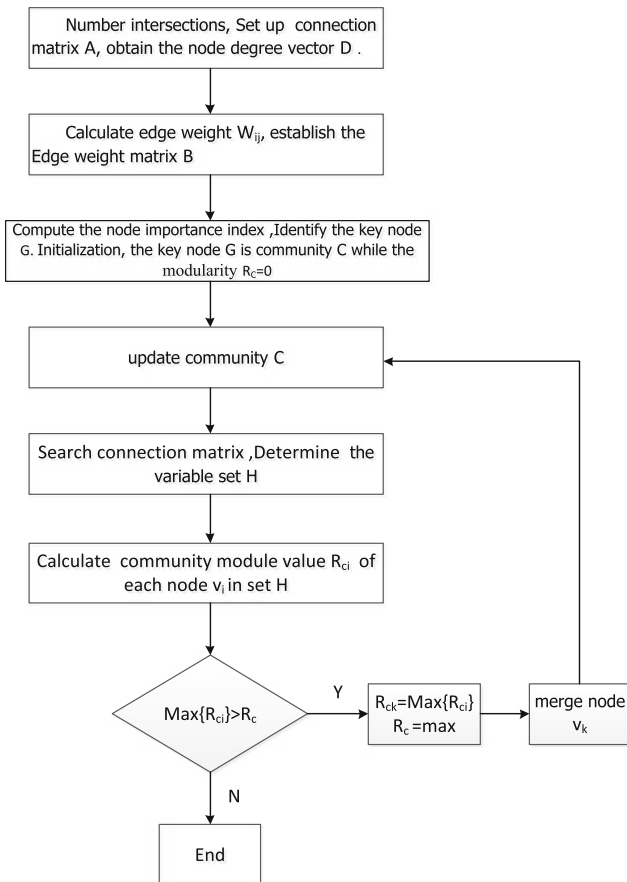 Number intersections, Set up connection
matrix A, obtain the node degree vector D .
Calculate edge weight Wij, establish the
Edge weight matrix B
Compute the node importance index ,Identify the key node
G. Initialization, the key node G is community C while the
modularity RC=0
update community C
Search connection matrix ,Determine the
variable set H
Calculate community module value Rci of
each node vi in set H
Max{Rci}>Rc
Y
Rck=Max{Rci}
Rc =max
merge node
vk
N
End